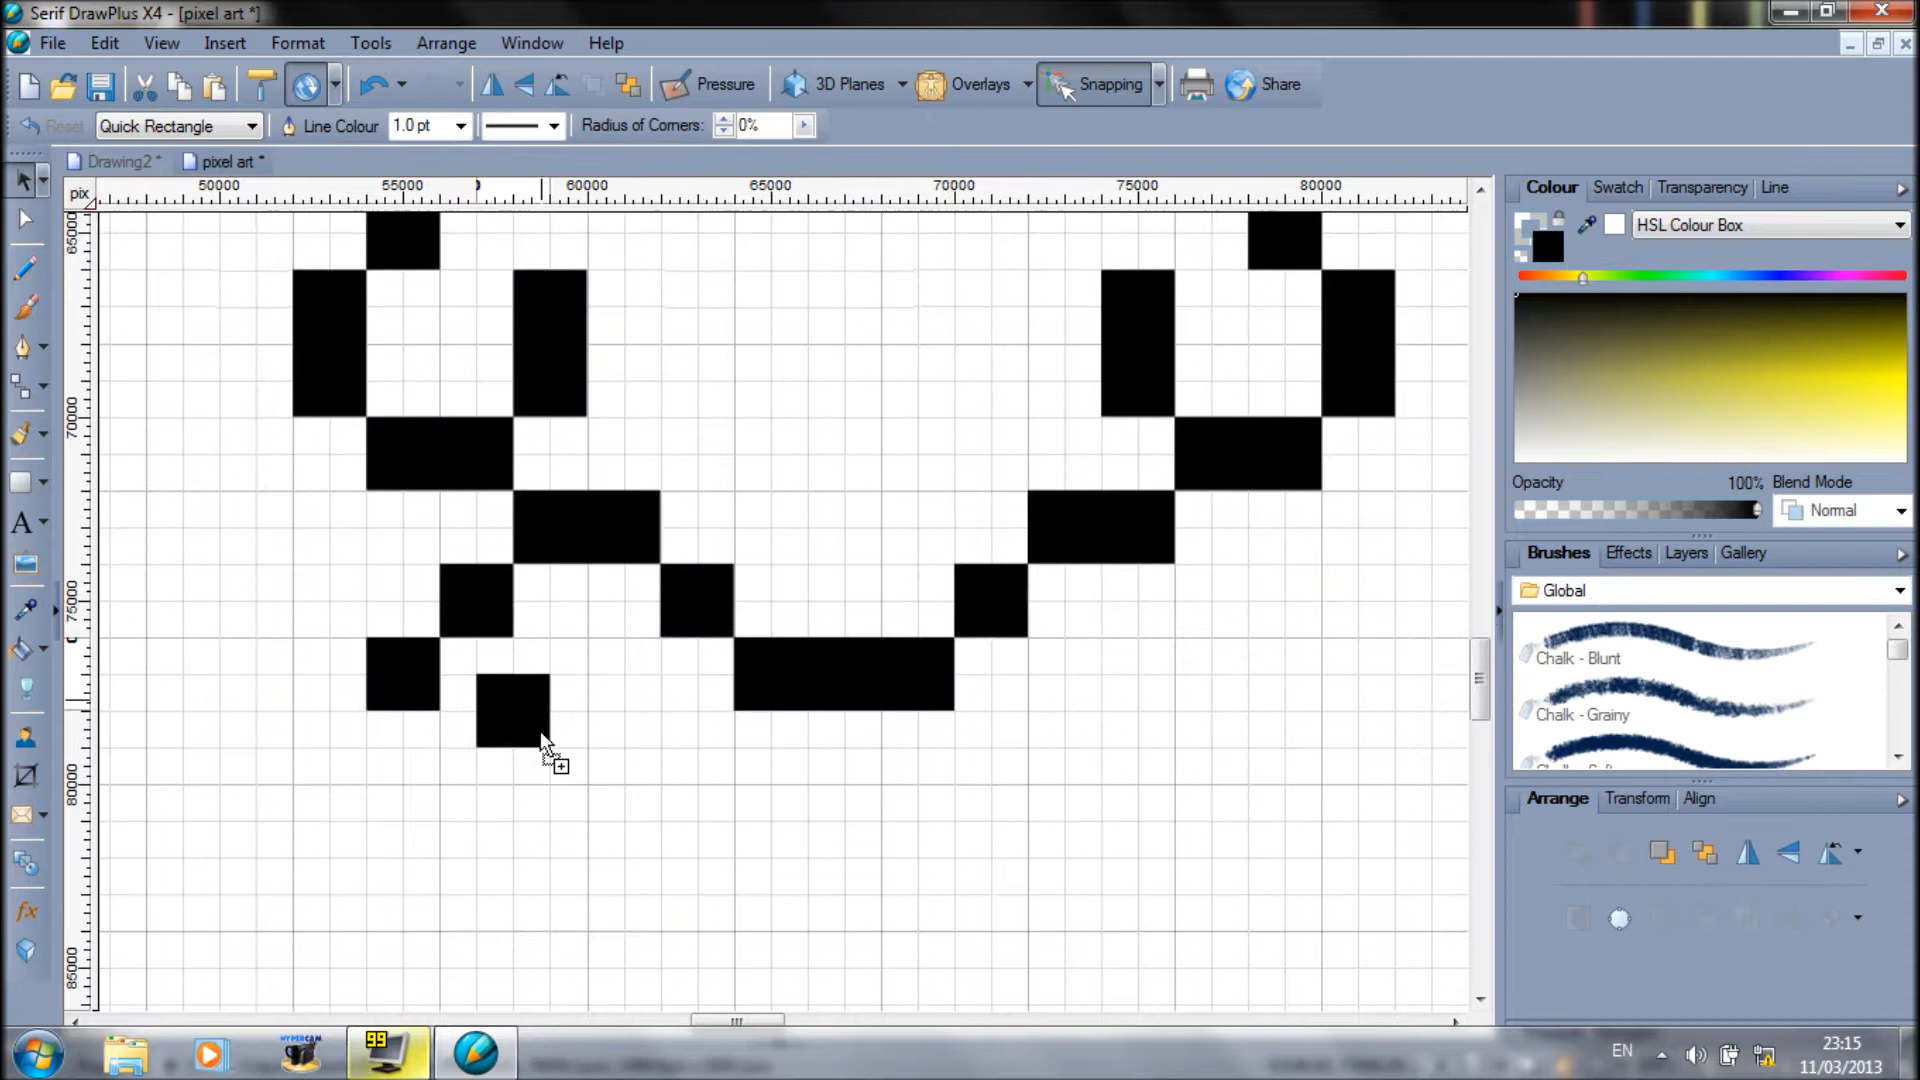 Serif DrawPlus X4 - [pixel art *]
File Edit View Insert Format Tools Arrange Window Help
Pressure 3D Planes Overlays Snapping Share
Reset Quick Rectangle Line Colour 1.0 pt Radius of Corners: 0%
Drawing2 * pixel art *
pix 50000 55000 60000 65000 70000 75000 80000
65000
70000
75000
80000
85000
Colour Swatch Transparency Line
HSL Colour Box
Opacity 100% Blend Mode
Normal
Brushes Effects Layers Gallery
Global
Chalk - Blunt
Chalk - Grainy
Arrange Transform Align
A
fx
HYPERCAM
99
EN
23:15
11/03/2013